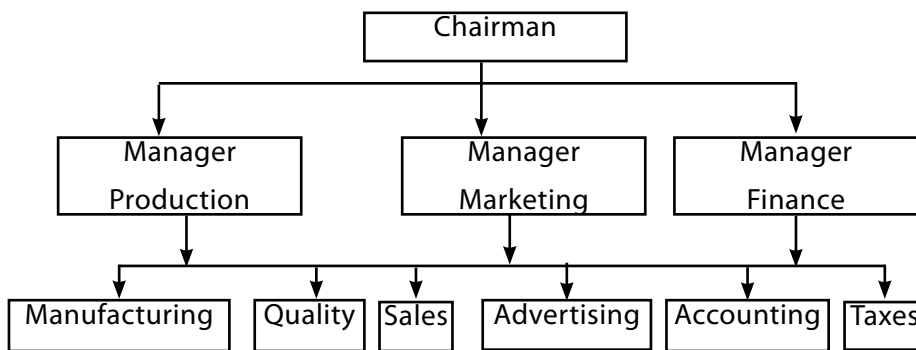 Chairman
Manager
Production
Manager
Marketing
Manager
Finance
Manufacturing
Quality
Sales
Advertising
Accounting
Taxes